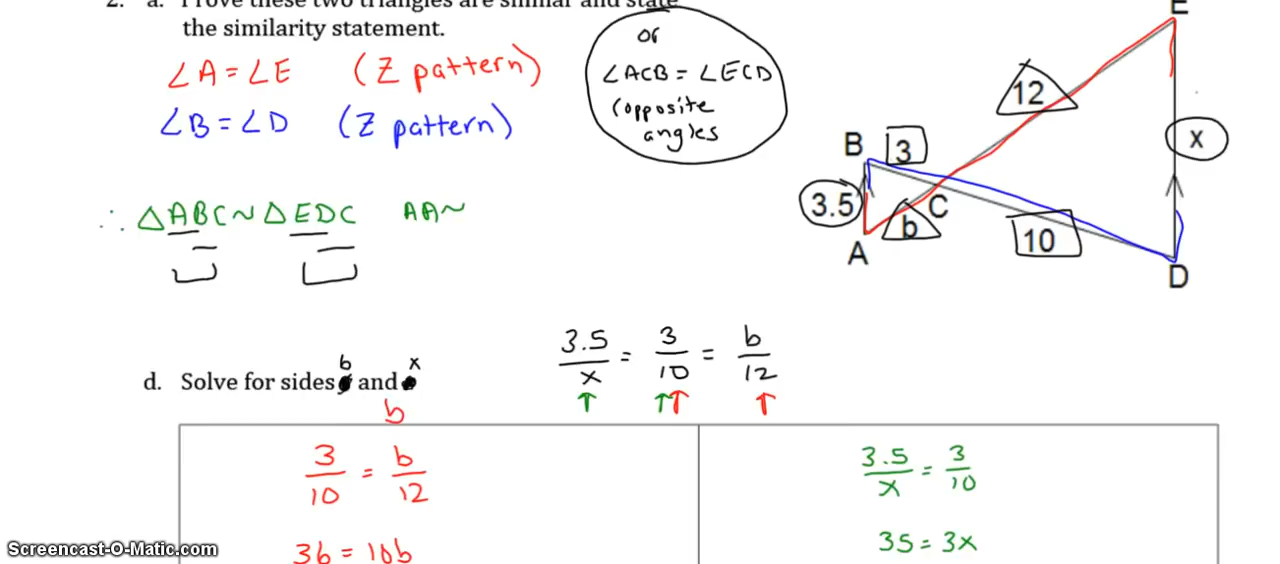 2. a. Prove these two triangles are similar and state
the similarity statement.
∠A = ∠E (Z pattern)
∠B = ∠D (Z pattern)
or
∠ACB = ∠ECD
(opposite
angles
∴ △ABC ~ △EDC AA~
E
12
x
B 3
3.5
C
b
A
10
D
3.5/x = 3/10 = b/12
b x
d. Solve for sides and
b
3/10 = b/12
36 = 10b
3.5/x = 3/10
35 = 3x
Screencast-O-Matic.com